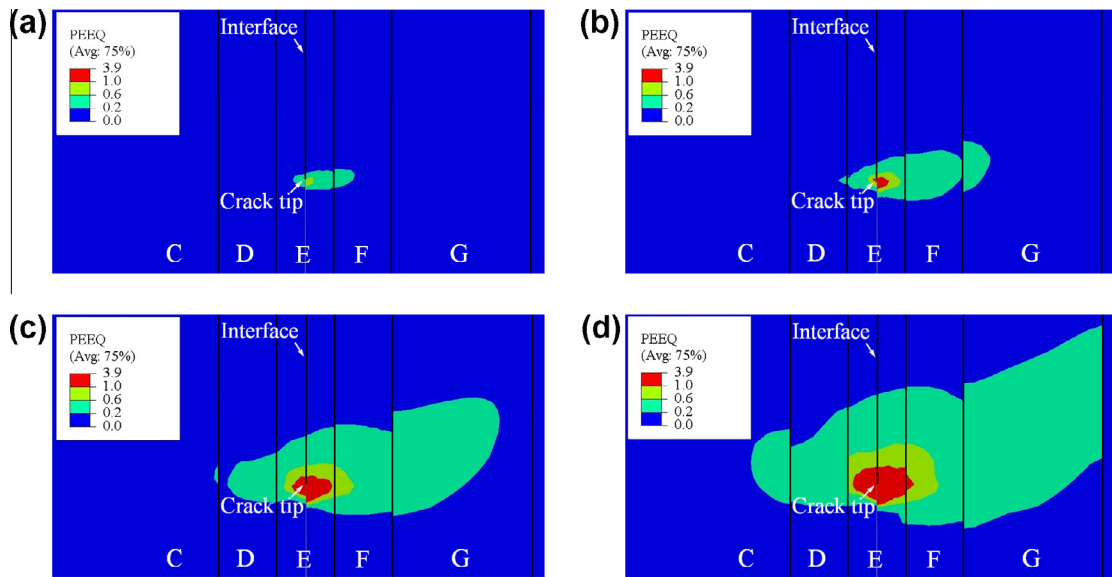 (a)
PEEQ
(Avg: 75%)
3.9
1.0
0.6
0.2
0.0
Interface
Crack tip
C D E F G
(b)
PEEQ
(Avg: 75%)
3.9
1.0
0.6
0.2
0.0
Interface
Crack tip
C D E F G
(c)
PEEQ
(Avg: 75%)
3.9
1.0
0.6
0.2
0.0
Interface
Crack tip
C D E F G
(d)
PEEQ
(Avg: 75%)
3.9
1.0
0.6
0.2
0.0
Interface
Crack tip
C D E F G